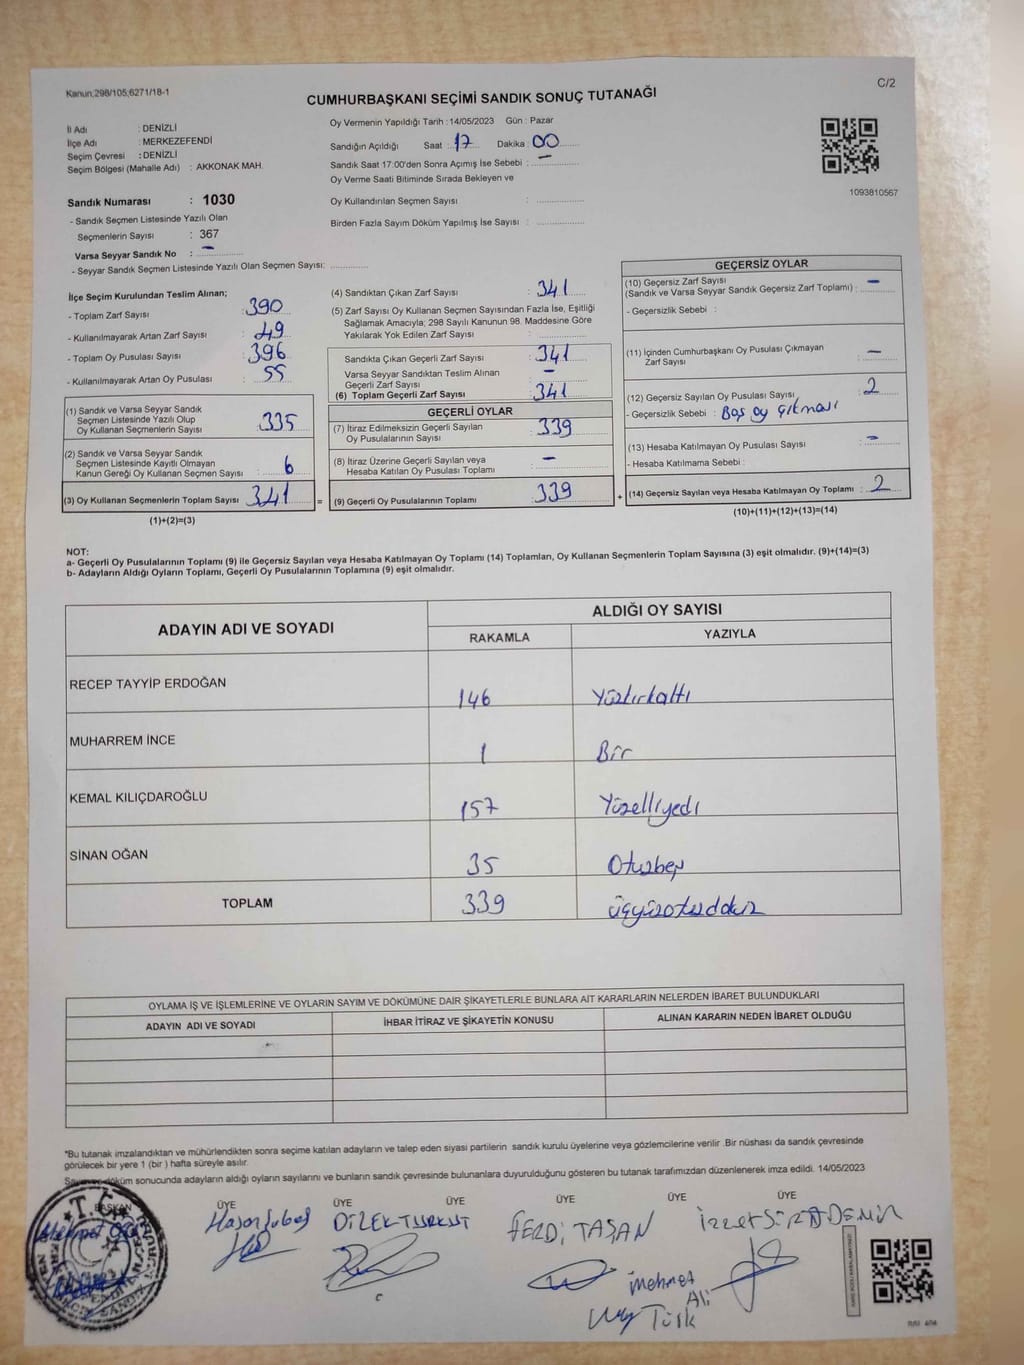 Kanun;298/105;6271/18-1
C/2
CUMHURBAŞKANI SEÇİMİ SANDIK SONUÇ TUTANAĞI
İl Adı : DENİZLİ
İlçe Adı : MERKEZEFENDİ
Seçim Çevresi : DENİZLİ
Seçim Bölgesi (Mahalle Adı) : AKKONAK MAH.
Oy Vermenin Yapıldığı Tarih : 14/05/2023 Gün : Pazar
Sandığın Açıldığı Saat : 17 Dakika : 00
Sandık Saat 17:00'den Sonra Açımış İse Sebebi : —
Oy Verme Saati Bitiminde Sırada Bekleyen ve
Oy Kullandırılan Seçmen Sayısı :
Birden Fazla Sayım Döküm Yapılmış İse Sayısı :
1093810567
Sandık Numarası : 1030
- Sandık Seçmen Listesinde Yazılı Olan
Seçmenlerin Sayısı : 367
Varsa Seyyar Sandık No : —
- Seyyar Sandık Seçmen Listesinde Yazılı Olan Seçmen Sayısı:
İlçe Seçim Kurulundan Teslim Alınan;
- Toplam Zarf Sayısı : 390
- Kullanılmayarak Artan Zarf Sayısı : 49
- Toplam Oy Pusulası Sayısı : 396
- Kullanılmayarak Artan Oy Pusulası : 55
(1) Sandık ve Varsa Seyyar Sandık
Seçmen Listesinde Yazılı Olup
Oy Kullanan Seçmenlerin Sayısı : 335
(2) Sandık ve Varsa Seyyar Sandık
Seçmen Listesinde Kayıtlı Olmayan
Kanun Gereği Oy Kullanan Seçmen Sayısı : 6
(3) Oy Kullanan Seçmenlerin Toplam Sayısı : 341 =
(1)+(2)=(3)
(4) Sandıktan Çıkan Zarf Sayısı : 341
(5) Zarf Sayısı Oy Kullanan Seçmen Sayısından Fazla İse, Eşitliği
Sağlamak Amacıyla; 298 Sayılı Kanunun 98. Maddesine Göre
Yakılarak Yok Edilen Zarf Sayısı :
Sandıkta Çıkan Geçerli Zarf Sayısı : 341
Varsa Seyyar Sandıktan Teslim Alınan
Geçerli Zarf Sayısı : —
(6) Toplam Geçerli Zarf Sayısı : 341
GEÇERLİ OYLAR
(7) İtiraz Edilmeksizin Geçerli Sayılan
Oy Pusulalarının Sayısı : 339
(8) İtiraz Üzerine Geçerli Sayılan veya
Hesaba Katılan Oy Pusulası Toplamı : —
(9) Geçerli Oy Pusulalarının Toplamı : 339 +
GEÇERSİZ OYLAR
(10) Geçersiz Zarf Sayısı
(Sandık ve Varsa Seyyar Sandık Geçersiz Zarf Toplamı) : —
- Geçersizlik Sebebi :
(11) İçinden Cumhurbaşkanı Oy Pusulası Çıkmayan
Zarf Sayısı : —
(12) Geçersiz Sayılan Oy Pusulası Sayısı : 2
- Geçersizlik Sebebi : Boş oy çıkması
(13) Hesaba Katılmayan Oy Pusulası Sayısı : —
- Hesaba Katılmama Sebebi :
(14) Geçersiz Sayılan veya Hesaba Katılmayan Oy Toplamı : 2
(10)+(11)+(12)+(13)=(14)
NOT:
a- Geçerli Oy Pusulalarının Toplamı (9) ile Geçersiz Sayılan veya Hesaba Katılmayan Oy Toplamı (14) Toplamları, Oy Kullanan Seçmenlerin Toplam Sayısına (3) eşit olmalıdır. (9)+(14)=(3)
b- Adayların Aldığı Oyların Toplamı, Geçerli Oy Pusulalarının Toplamına (9) eşit olmalıdır.
ADAYIN ADI VE SOYADI
ALDIĞI OY SAYISI
RAKAMLA YAZIYLA
RECEP TAYYİP ERDOĞAN 146 Yüzkırkaltı
MUHARREM İNCE 1 Bir
KEMAL KILIÇDAROĞLU 157 Yüzelliyedi
SİNAN OĞAN 35 Otuzbeş
TOPLAM 339 üçyüzotuzdokuz
OYLAMA İŞ VE İŞLEMLERİNE VE OYLARIN SAYIM VE DÖKÜMÜNE DAİR ŞİKAYETLERLE BUNLARA AİT KARARLARIN NELERDEN İBARET BULUNDUKLARI
ADAYIN ADI VE SOYADI
İHBAR İTİRAZ VE ŞİKAYETİN KONUSU
ALINAN KARARIN NEDEN İBARET OLDUĞU
*Bu tutanak imzalandıktan ve mühürlendikten sonra seçime katılan adayların ve talep eden siyasi partilerin sandık kurulu üyelerine veya gözlemcilerine verilir .Bir nüshası da sandık çevresinde
görülecek bir yere 1 (bir ) hafta süreyle asılır.
döküm sonucunda adayların aldığı oyların sayılarını ve bunların sandık çevresinde bulunanlara duyurulduğunu gösteren bu tutanak tarafımızdan düzenlenerek imza edildi. 14/05/2023
BAŞKAN ÜYE ÜYE ÜYE ÜYE ÜYE ÜYE
Mehmet
DİLEK TURKUT
FERDİ TAŞAN
Mehmet
Ali
Türk
T.C.